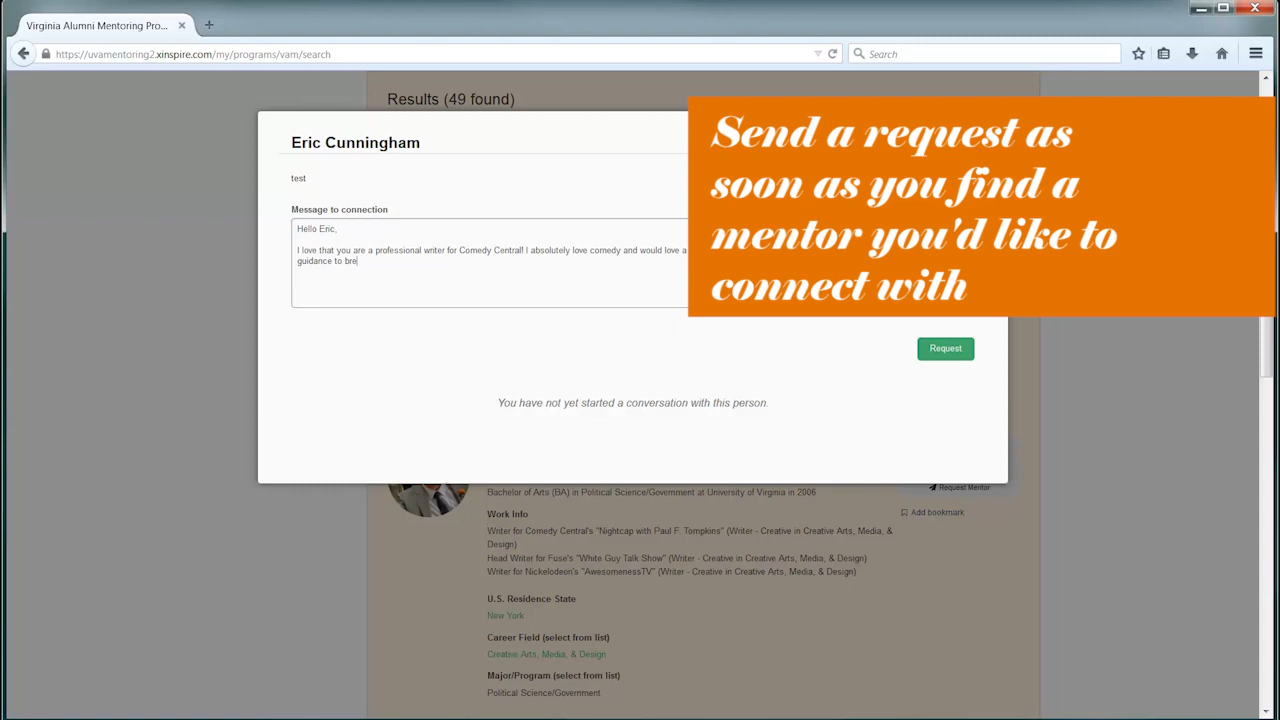 Virginia Alumni Mentoring Pro...
https://uvamentoring2.xinspire.com/my/programs/vam/search
Search
Results (49 found)
Eric Cunningham
test
Message to connection
Hello Eric,
I love that you are a professional writer for Comedy Central! I absolutely love comedy and would love a
guidance to bre
Send a request as
soon as you find a
mentor you'd like to
connect with
Request
You have not yet started a conversation with this person.
Bachelor of Arts (BA) in Political Science/Government at University of Virginia in 2006
Request Mentor
Add bookmark
Work Info
Writer for Comedy Central's "Nightcap with Paul F. Tompkins" (Writer - Creative in Creative Arts, Media, &
Design)
Head Writer for Fuse's "White Guy Talk Show" (Writer - Creative in Creative Arts, Media, & Design)
Writer for Nickelodeon's "AwesomenessTV" (Writer - Creative in Creative Arts, Media, & Design)
U.S. Residence State
New York
Career Field (select from list)
Creative Arts, Media, & Design
Major/Program (select from list)
Political Science/Government